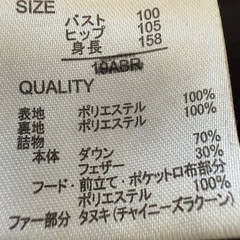 SIZE
バスト 100
ヒップ 105
身長 158
19ABR
QUALITY
表地 ポリエステル 100%
裏地 ポリエステル 100%
詰物
本体 ダウン 70%
フェザー 30%
フード・前立て・ポケット口布部分
ポリエステル 100%
ファー部分 タヌキ(チャイニーズラクーン)